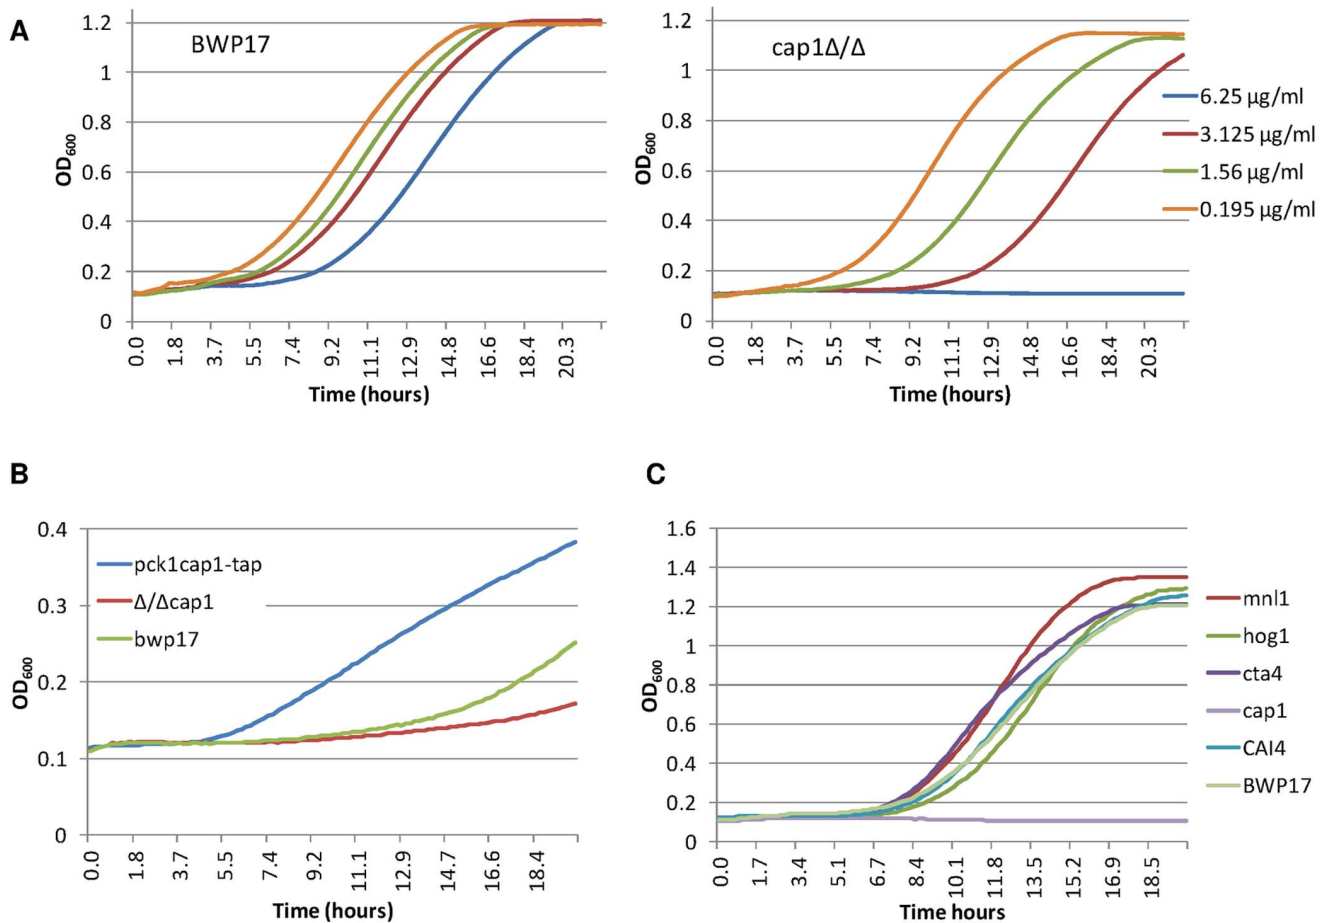 A
BWP17
OD600
1.2
1
0.8
0.6
0.4
0.2
0
0.0 1.8 3.7 5.5 7.4 9.2 11.1 12.9 14.8 16.6 18.4 20.3
Time (hours)
cap1Δ/Δ
OD600
1.2
1
0.8
0.6
0.4
0.2
0
0.0 1.8 3.7 5.5 7.4 9.2 11.1 12.9 14.8 16.6 18.4 20.3
Time (hours)
6.25 µg/ml
3.125 µg/ml
1.56 µg/ml
0.195 µg/ml
B
OD600
0.4
0.3
0.2
0.1
0
pck1cap1-tap
Δ/Δcap1
bwp17
0.0 1.8 3.7 5.5 7.4 9.2 11.1 12.9 14.8 16.6 18.4
Time (hours)
C
OD600
1.6
1.4
1.2
1
0.8
0.6
0.4
0.2
0
0.0 1.7 3.4 5.1 6.7 8.4 10.1 11.8 13.5 15.2 16.9 18.5
Time hours
mnl1
hog1
cta4
cap1
CAI4
BWP17